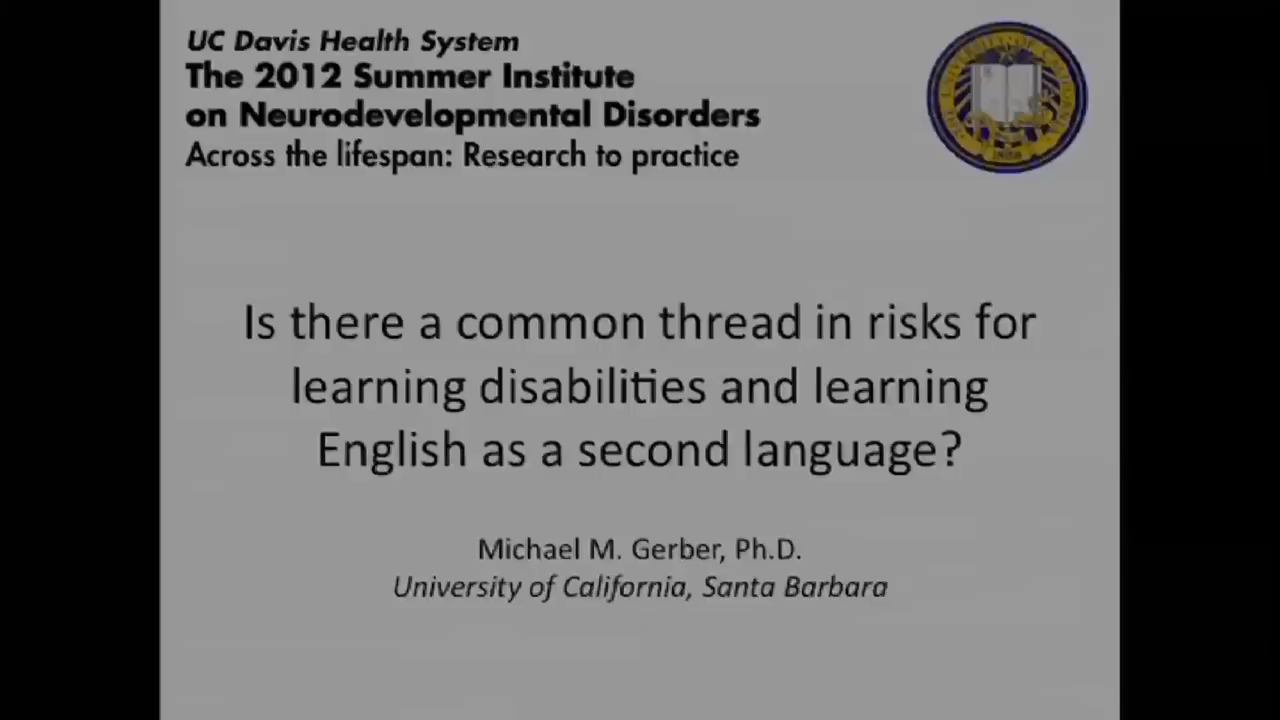 UC Davis Health System
The 2012 Summer Institute
on Neurodevelopmental Disorders
Across the lifespan: Research to practice
Is there a common thread in risks for
learning disabilities and learning
English as a second language?
Michael M. Gerber, Ph.D.
University of California, Santa Barbara